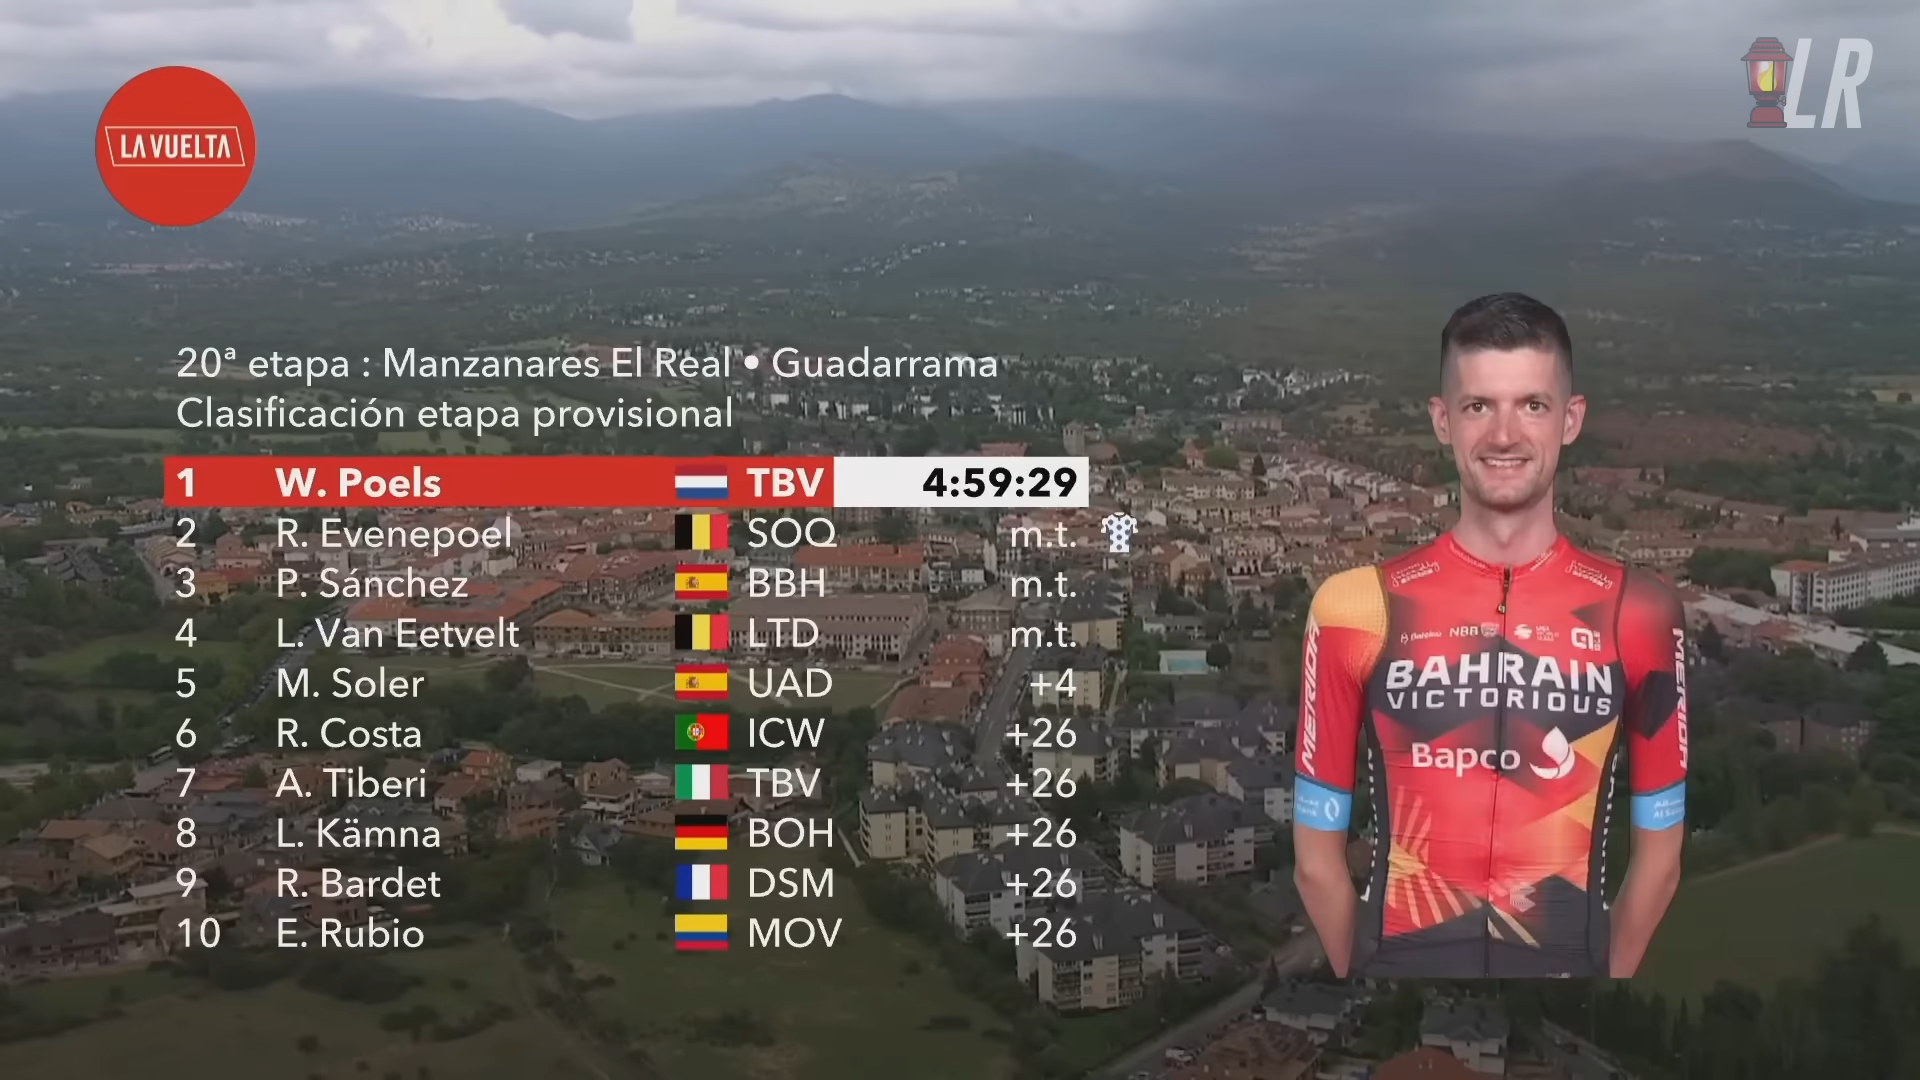 LA VUELTA
LR
20ª etapa : Manzanares El Real • Guadarrama
Clasificación etapa provisional
1 W. Poels TBV 4:59:29
2 R. Evenepoel SOQ m.t.
3 P. Sánchez BBH m.t.
4 L. Van Eetvelt LTD m.t.
5 M. Soler UAD +4
6 R. Costa ICW +26
7 A. Tiberi TBV +26
8 L. Kämna BOH +26
9 R. Bardet DSM +26
10 E. Rubio MOV +26
NBB
BAHRAIN
VICTORIOUS
Bapco
MERIDA
MERIDA